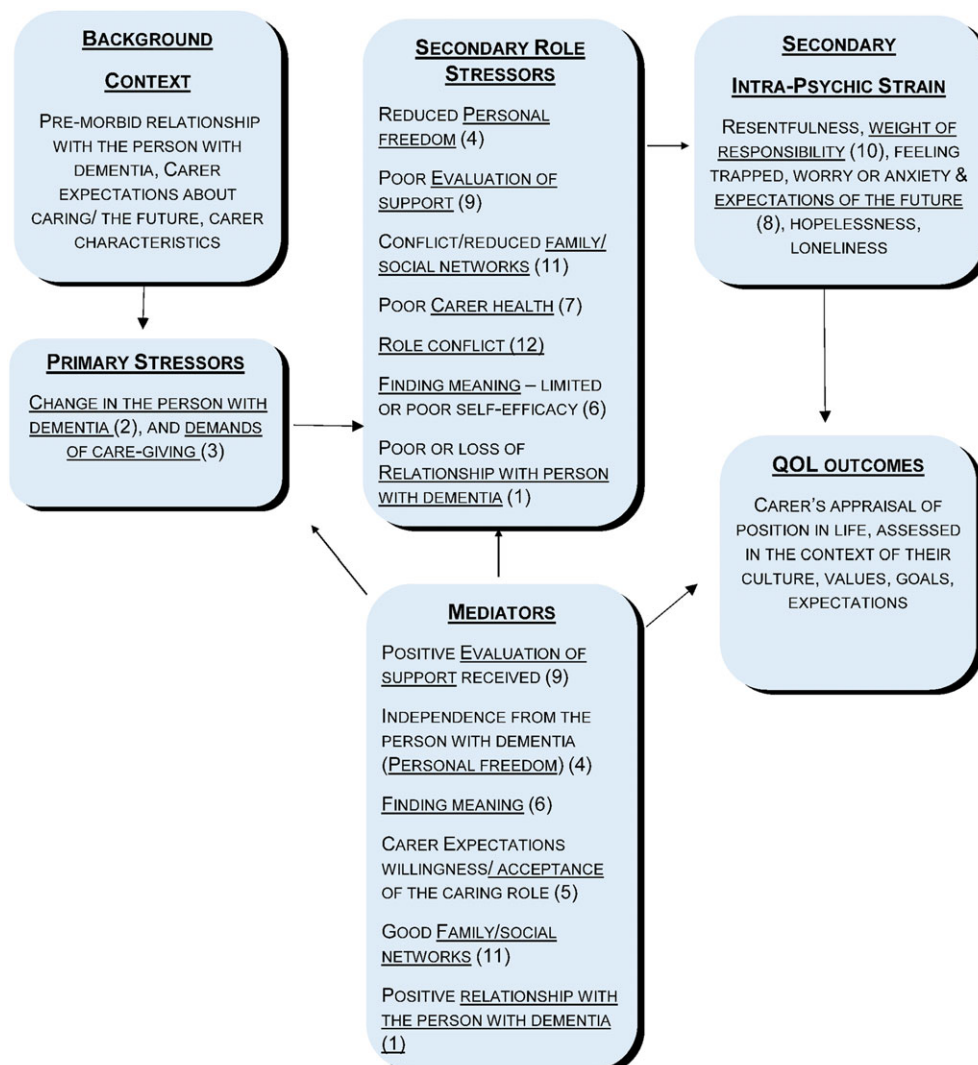 BACKGROUND
CONTEXT
PRE-MORBID RELATIONSHIP
WITH THE PERSON WITH
DEMENTIA, CARER
EXPECTATIONS ABOUT
CARING/ THE FUTURE, CARER
CHARACTERISTICS
PRIMARY STRESSORS
CHANGE IN THE PERSON WITH
DEMENTIA (2), AND DEMANDS
OF CARE-GIVING (3)
SECONDARY ROLE
STRESSORS
REDUCED PERSONAL
FREEDOM (4)
POOR EVALUATION OF
SUPPORT (9)
CONFLICT/REDUCED FAMILY/
SOCIAL NETWORKS (11)
POOR CARER HEALTH (7)
ROLE CONFLICT (12)
FINDING MEANING – LIMITED
OR POOR SELF-EFFICACY (6)
POOR OR LOSS OF
RELATIONSHIP WITH PERSON
WITH DEMENTIA (1)
SECONDARY
INTRA-PSYCHIC STRAIN
RESENTFULNESS, WEIGHT OF
RESPONSIBILITY (10), FEELING
TRAPPED, WORRY OR ANXIETY &
EXPECTATIONS OF THE FUTURE
(8), HOPELESSNESS,
LONELINESS
QOL OUTCOMES
CARER'S APPRAISAL OF
POSITION IN LIFE, ASSESSED
IN THE CONTEXT OF THEIR
CULTURE, VALUES, GOALS,
EXPECTATIONS
MEDIATORS
POSITIVE EVALUATION OF
SUPPORT RECEIVED (9)
INDEPENDENCE FROM THE
PERSON WITH DEMENTIA
(PERSONAL FREEDOM) (4)
FINDING MEANING (6)
CARER EXPECTATIONS
WILLINGNESS/ ACCEPTANCE
OF THE CARING ROLE (5)
GOOD FAMILY/SOCIAL
NETWORKS (11)
POSITIVE RELATIONSHIP WITH
THE PERSON WITH DEMENTIA
(1)